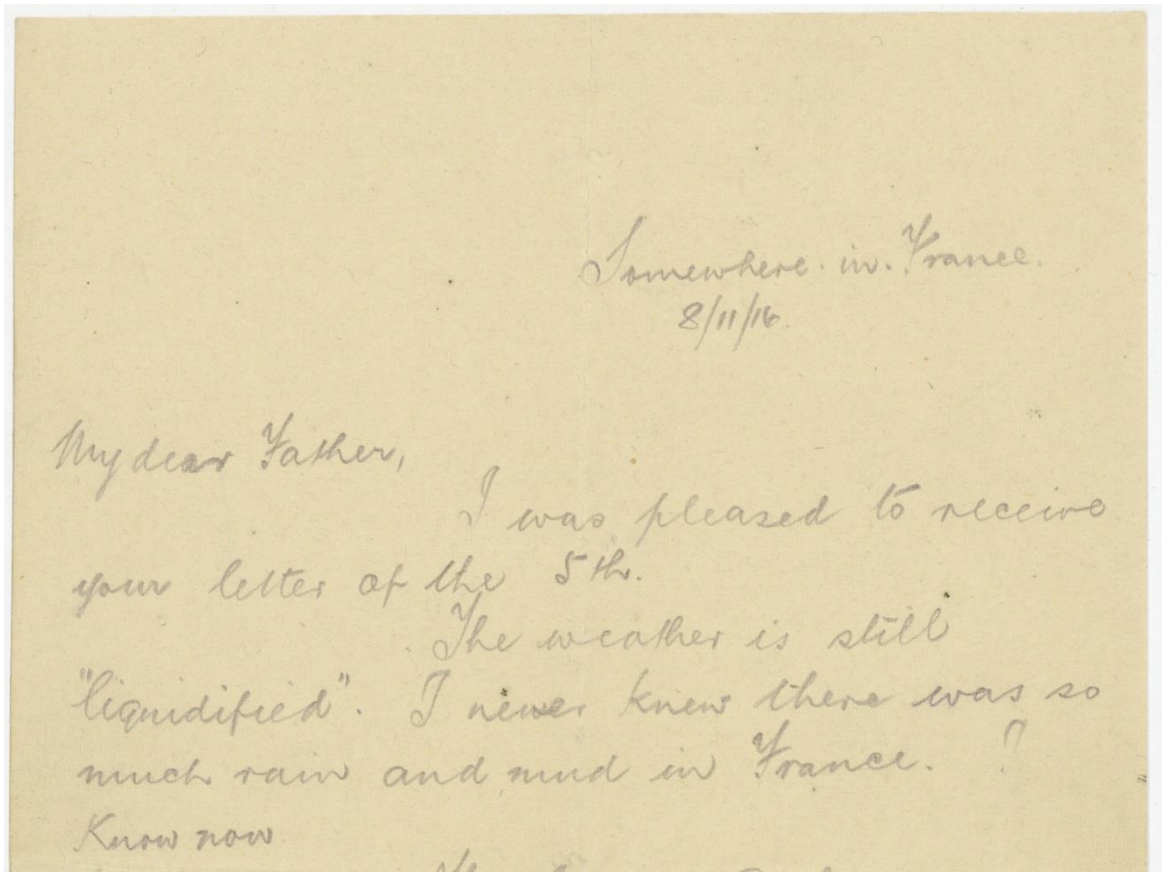 Somewhere in France.
8/11/16.
My dear Father,
I was pleased to receive
your letter of the 5th.
The weather is still
"liquidified". I never knew there was so
much rain and mud in France. I
Know now